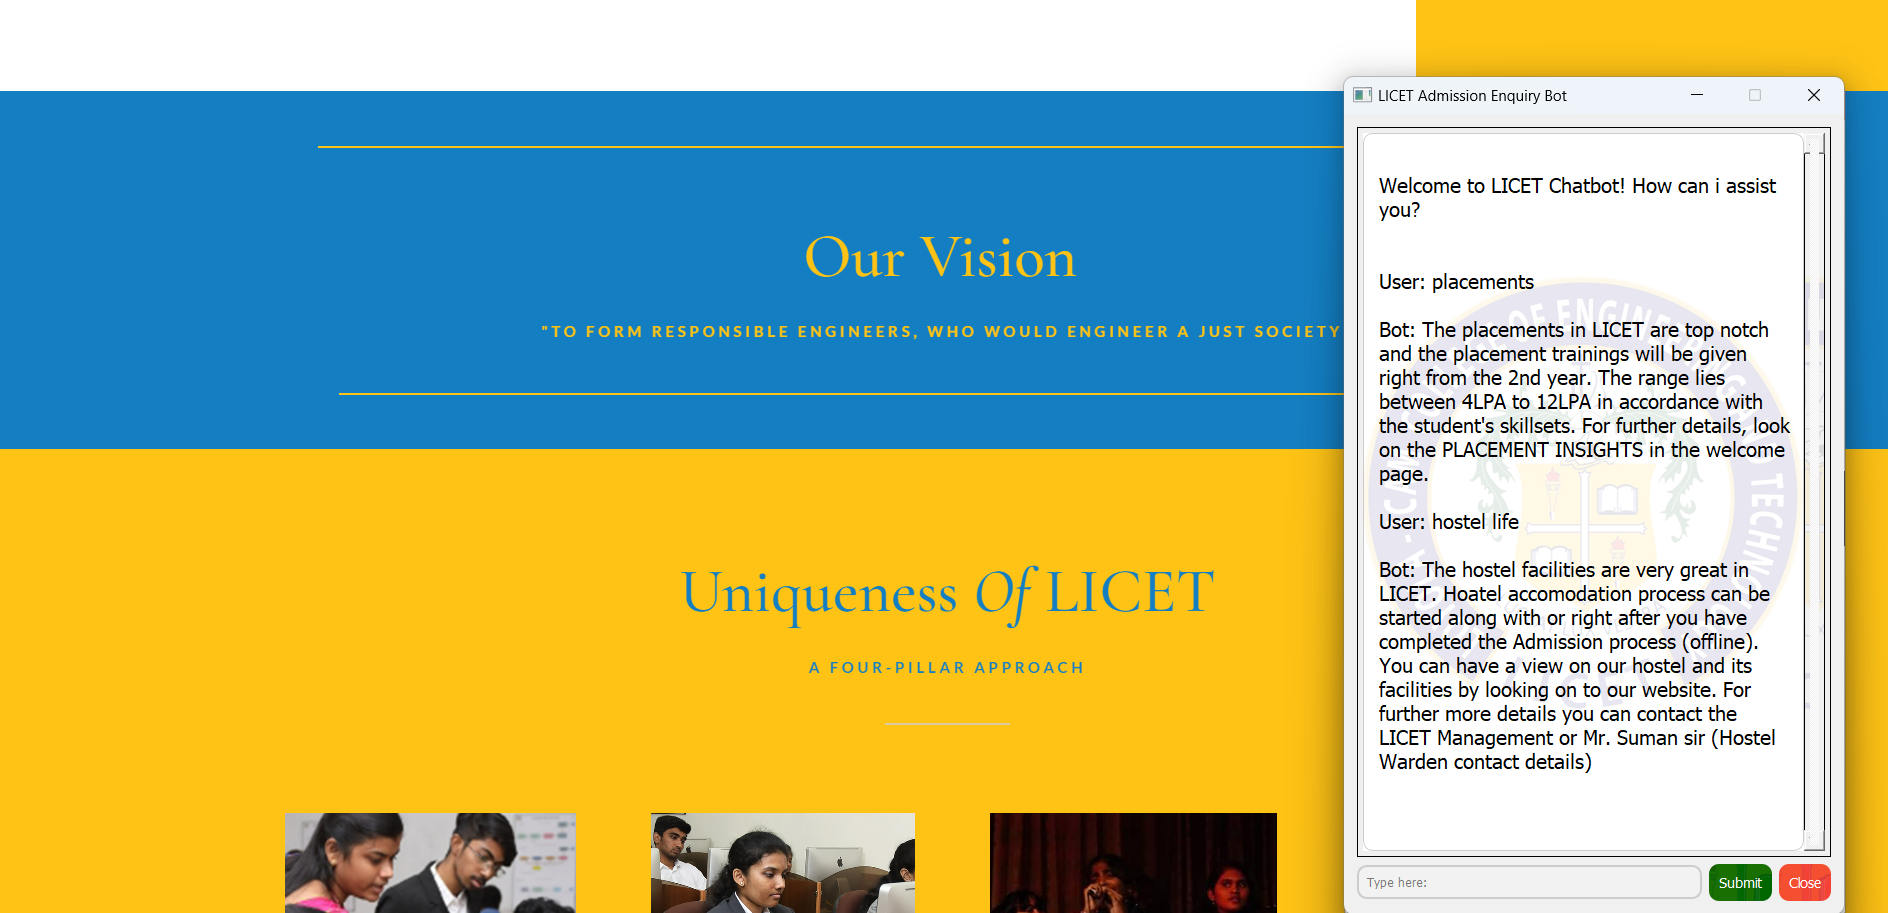 Our Vision
"TO FORM RESPONSIBLE ENGINEERS, WHO WOULD ENGINEER A JUST SOCIETY
Uniqueness Of LICET
A FOUR-PILLAR APPROACH
LICET Admission Enquiry Bot
Welcome to LICET Chatbot! How can i assist
you?
User: placements
Bot: The placements in LICET are top notch
and the placement trainings will be given
right from the 2nd year. The range lies
between 4LPA to 12LPA in accordance with
the student's skillsets. For further details, look
on the PLACEMENT INSIGHTS in the welcome
page.
User: hostel life
Bot: The hostel facilities are very great in
LICET. Hoatel accomodation process can be
started along with or right after you have
completed the Admission process (offline).
You can have a view on our hostel and its
facilities by looking on to our website. For
further more details you can contact the
LICET Management or Mr. Suman sir (Hostel
Warden contact details)
Type here:
Submit
Close